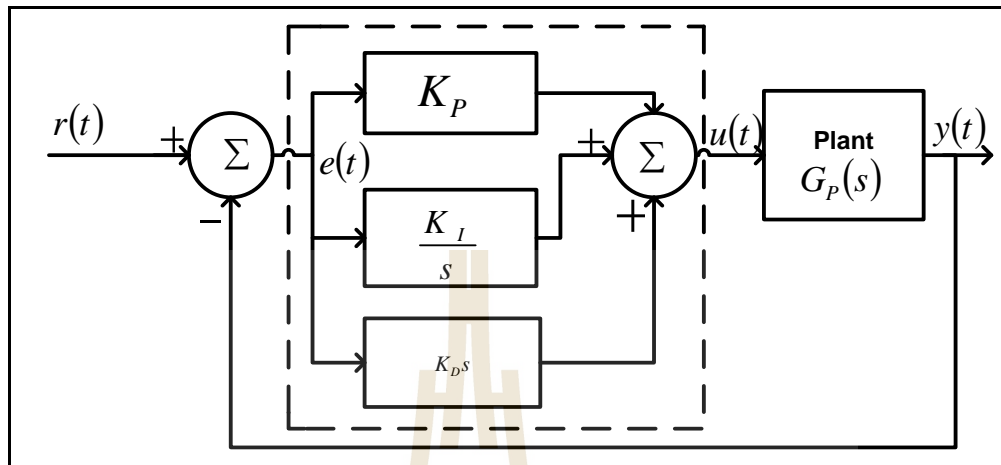 r(t)
+
Σ
−
e(t)
K_P
K_I
s
K_D s
+
+
Σ
u(t)
Plant
G_P(s)
y(t)